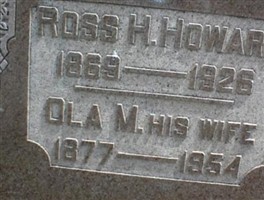 ROSS H. HOWAR
1869—1926
OLA M. HIS WIFE
1877—1954